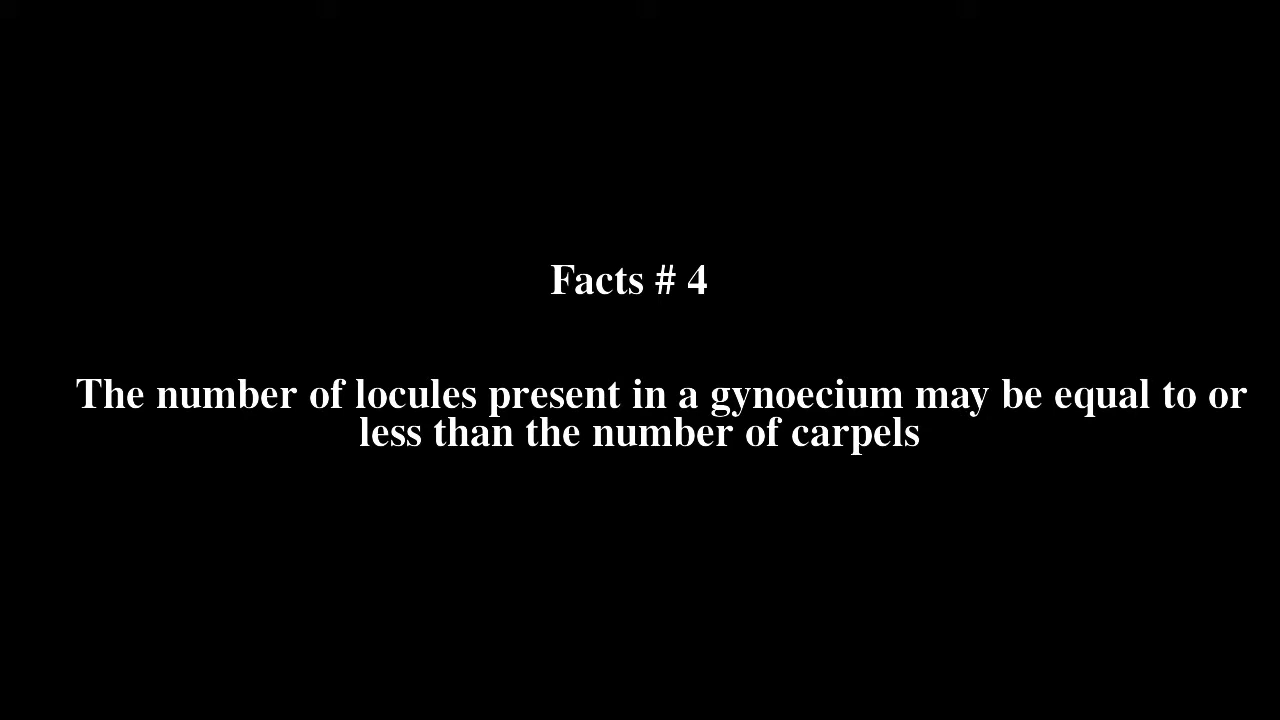 Facts # 4
The number of locules present in a gynoecium may be equal to or
less than the number of carpels